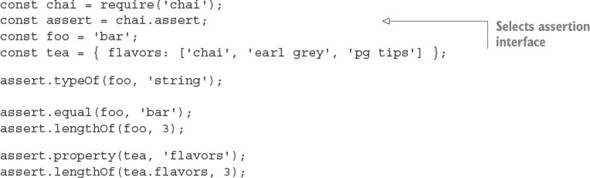 const chai = require('chai');
const assert = chai.assert;
const foo = 'bar';
const tea = { flavors: ['chai', 'earl grey', 'pg tips'] };
Selects assertion
interface
assert.typeOf(foo, 'string');
assert.equal(foo, 'bar');
assert.lengthOf(foo, 3);
assert.property(tea, 'flavors');
assert.lengthOf(tea.flavors, 3);